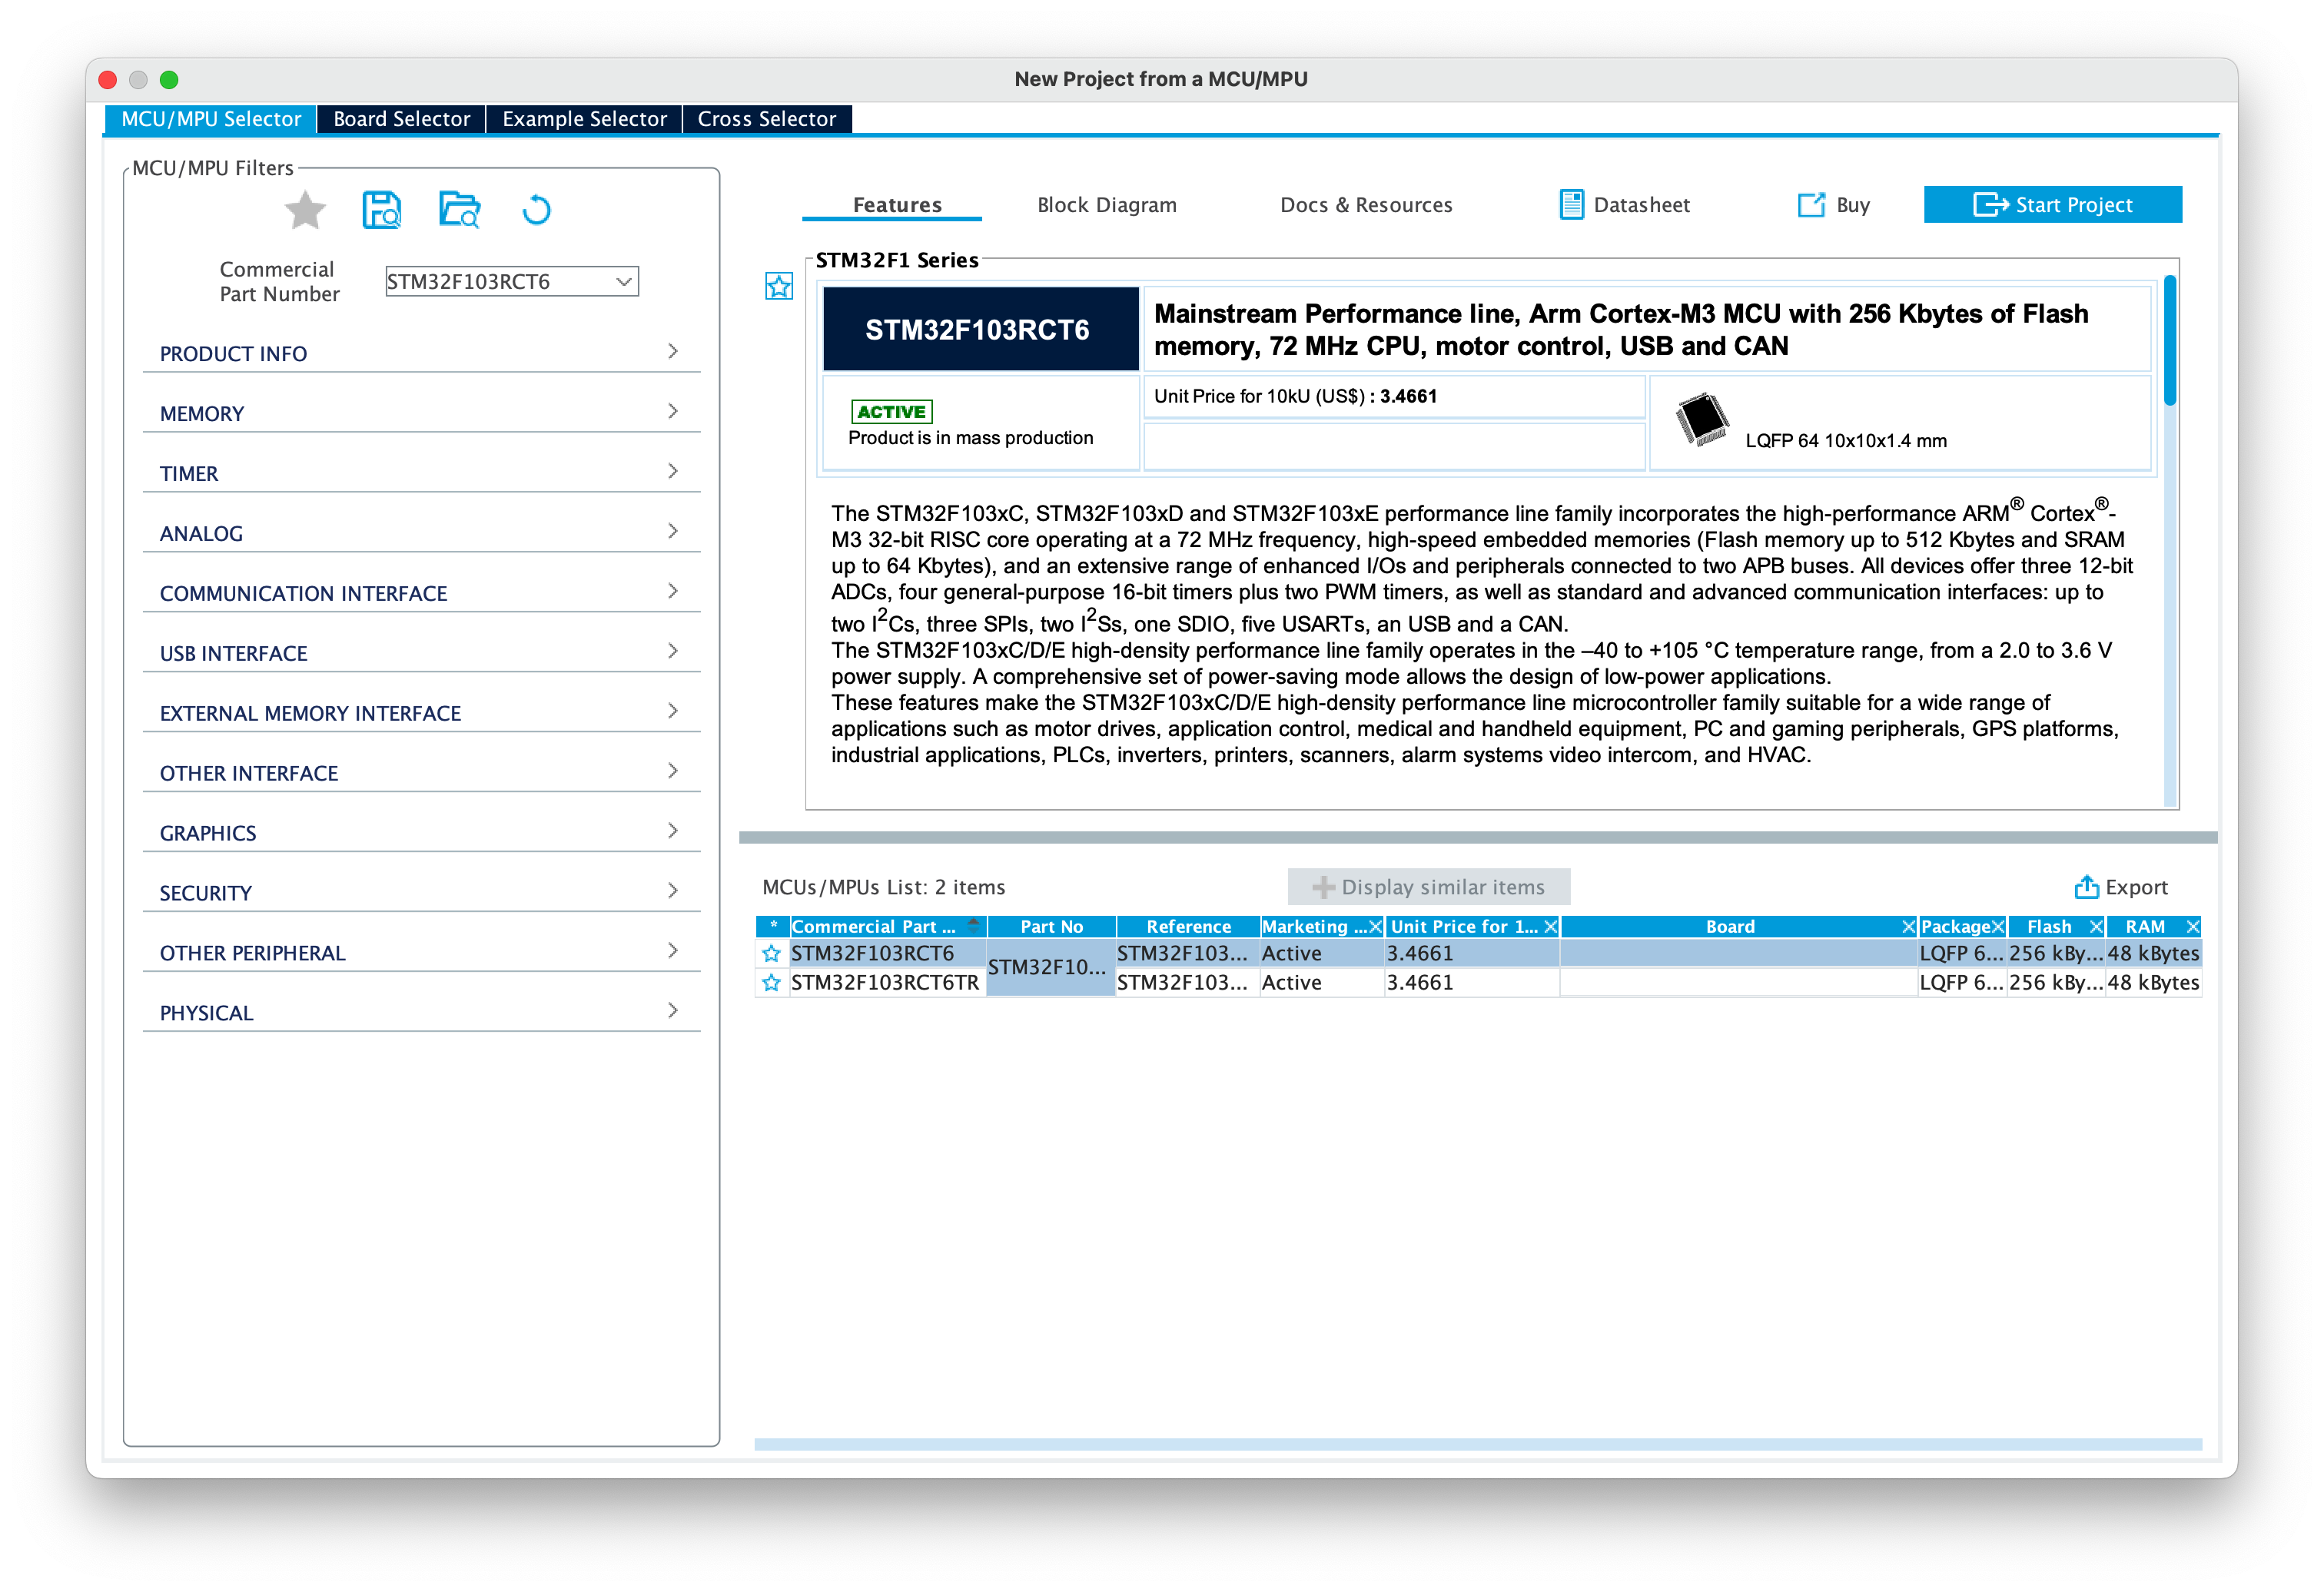 New Project from a MCU/MPU
MCU/MPU Selector
Board Selector
Example Selector
Cross Selector
MCU/MPU Filters
Commercial
Part Number
STM32F103RCT6
PRODUCT INFO
MEMORY
TIMER
ANALOG
COMMUNICATION INTERFACE
USB INTERFACE
EXTERNAL MEMORY INTERFACE
OTHER INTERFACE
GRAPHICS
SECURITY
OTHER PERIPHERAL
PHYSICAL
Features
Block Diagram
Docs & Resources
Datasheet
Buy
Start Project
STM32F1 Series
STM32F103RCT6
Mainstream Performance line, Arm Cortex-M3 MCU with 256 Kbytes of Flash
memory, 72 MHz CPU, motor control, USB and CAN
ACTIVE
Product is in mass production
Unit Price for 10kU (US$) : 3.4661
LQFP 64 10x10x1.4 mm
The STM32F103xC, STM32F103xD and STM32F103xE performance line family incorporates the high-performance ARM® Cortex®-
M3 32-bit RISC core operating at a 72 MHz frequency, high-speed embedded memories (Flash memory up to 512 Kbytes and SRAM
up to 64 Kbytes), and an extensive range of enhanced I/Os and peripherals connected to two APB buses. All devices offer three 12-bit
ADCs, four general-purpose 16-bit timers plus two PWM timers, as well as standard and advanced communication interfaces: up to
two I²Cs, three SPIs, two I²Ss, one SDIO, five USARTs, an USB and a CAN.
The STM32F103xC/D/E high-density performance line family operates in the –40 to +105 °C temperature range, from a 2.0 to 3.6 V
power supply. A comprehensive set of power-saving mode allows the design of low-power applications.
These features make the STM32F103xC/D/E high-density performance line microcontroller family suitable for a wide range of
applications such as motor drives, application control, medical and handheld equipment, PC and gaming peripherals, GPS platforms,
industrial applications, PLCs, inverters, printers, scanners, alarm systems video intercom, and HVAC.
MCUs/MPUs List: 2 items
Display similar items
Export
* Commercial Part ... Part No Reference Marketing ... Unit Price for 1... Board Package Flash RAM
STM32F103RCT6 STM32F10... STM32F103... Active 3.4661 LQFP 6... 256 kBy... 48 kBytes
STM32F103RCT6TR STM32F103... Active 3.4661 LQFP 6... 256 kBy... 48 kBytes